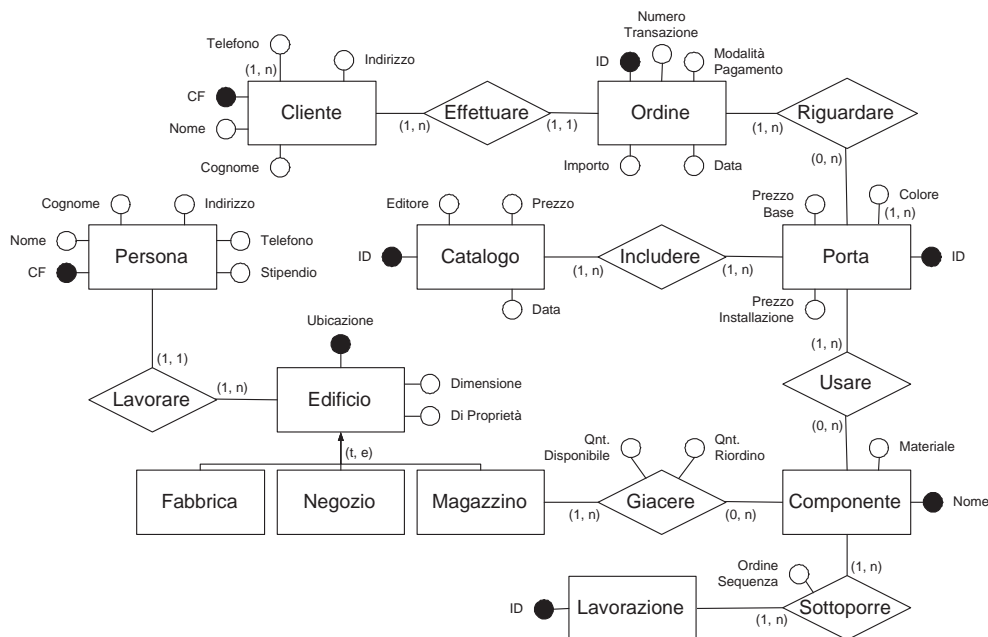 Numero
Transazione
Telefono
Indirizzo
ID
Modalità
Pagamento
(1, n)
CF
Cliente
Effettuare
Ordine
Riguardare
(1, n)
(1, 1)
(1, n)
Nome
Cognome
Importo
Data
(0, n)
Cognome
Indirizzo
Editore
Prezzo
Prezzo
Base
Colore
(1, n)
Nome
Telefono
Persona
CF
Stipendio
ID
Catalogo
Includere
Porta
ID
(1, n)
(1, n)
Data
Prezzo
Installazione
Ubicazione
(1, 1)
(1, n)
(1, n)
Lavorare
Edificio
Dimensione
Di Proprietà
Usare
(0, n)
(t, e)
Qnt.
Disponibile
Qnt.
Riordino
Materiale
Fabbrica
Negozio
Magazzino
Giacere
Componente
Nome
(1, n)
(0, n)
(1, n)
Ordine
Sequenza
ID
Lavorazione
Sottoporre
(1, n)